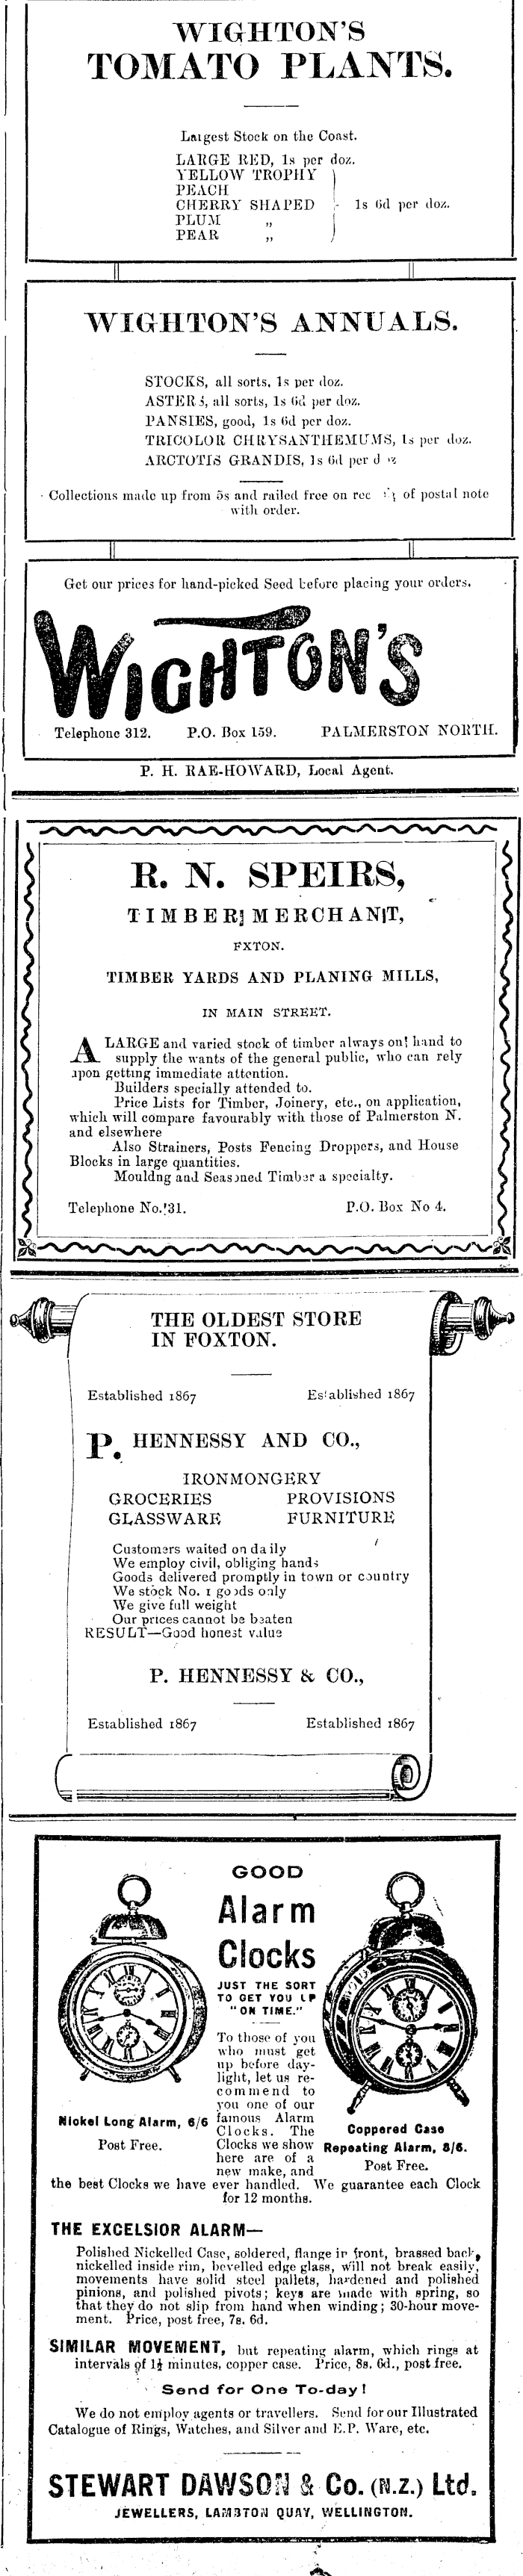 WIGHTON'S
TOMATO PLANTS.
Largest Stock on the Coast.
LARGE RED, 1s per doz.
YELLOW TROPHY
PEACH
CHERRY SHAPED 1s 6d per doz.
PLUM „
PEAR „
WIGHTON'S ANNUALS.
STOCKS, all sorts, 1s per doz.
ASTERS, all sorts, 1s 6d per doz.
PANSIES, good, 1s 6d per doz.
TRICOLOR CHRYSANTHEMUMS, 1s per doz.
ARCTOTIS GRANDIS, 1s 6d per d z
Collections made up from 5s and railed free on rec of postal note
with order.
Get our prices for hand-picked Seed before placing your orders.
WIGHTON'S
Telephone 312. P.O. Box 159. PALMERSTON NORTH.
P. H. RAE-HOWARD, Local Agent.
R. N. SPEIRS,
TIMBER MERCHANT,
FXTON.
TIMBER YARDS AND PLANING MILLS,
IN MAIN STREET.
A LARGE and varied stock of timber always on hand to
supply the wants of the general public, who can rely
upon getting immediate attention.
Builders specially attended to.
Price Lists for Timber, Joinery, etc., on application,
which will compare favourably with those of Palmerston N.
and elsewhere
Also Strainers, Posts Fencing Droppers, and House
Blocks in large quantities.
Mouldng and Seasoned Timber a specialty.
Telephone No. 31. P.O. Box No 4.
THE OLDEST STORE
IN FOXTON.
Established 1867 Established 1867
P. HENNESSY AND CO.,
IRONMONGERY
GROCERIES PROVISIONS
GLASSWARE FURNITURE
Customers waited on daily
We employ civil, obliging hands
Goods delivered promptly in town or country
We stock No. 1 goods only
We give full weight
Our prices cannot be beaten
RESULT—Good honest value
P. HENNESSY & CO.,
Established 1867 Established 1867
GOOD
Alarm
Clocks
JUST THE SORT
TO GET YOU UP
"ON TIME."
To those of you
who must get
up before day-
light, let us re-
commend to
you one of our
famous Alarm
Clocks. The
Clocks we show
here are of a
new make, and
Nickel Long Alarm, 6/6
Post Free.
Coppered Case
Repeating Alarm, 8/6.
Post Free.
the best Clocks we have ever handled. We guarantee each Clock
for 12 months.
THE EXCELSIOR ALARM—
Polished Nickelled Case, soldered, flange in front, brassed back,
nickelled inside rim, bevelled edge glass, will not break easily,
movements have solid steel pallets, hardened and polished
pinions, and polished pivots; keys are made with spring, so
that they do not slip from hand when winding; 30-hour move-
ment. Price, post free, 7s. 6d.
SIMILAR MOVEMENT, but repeating alarm, which rings at
intervals of 1½ minutes, copper case. Price, 8s. 6d., post free.
Send for One To-day!
We do not employ agents or travellers. Send for our Illustrated
Catalogue of Rings, Watches, and Silver and E.P. Ware, etc.
STEWART DAWSON & Co. (N.Z.) Ltd.
JEWELLERS, LAMBTON QUAY, WELLINGTON.